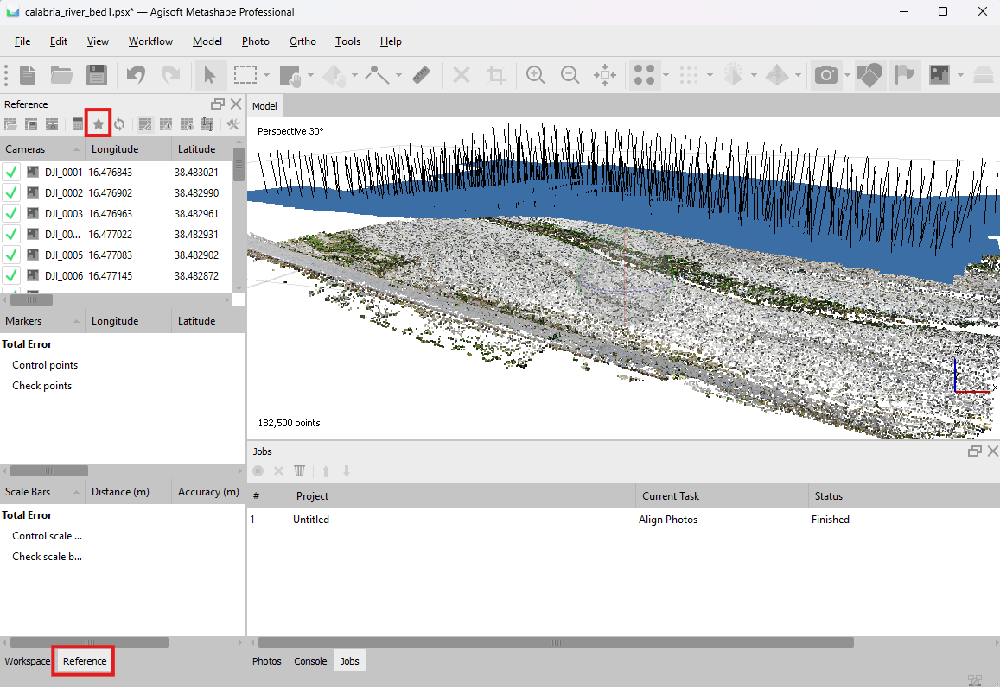 calabria_river_bed1.psx* — Agisoft Metashape Professional
File Edit View Workflow Model Photo Ortho Tools Help
Reference
Cameras Longitude Latitude
DJI_0001 16.476843 38.483021
DJI_0002 16.476902 38.482990
DJI_0003 16.476963 38.482961
DJI_00... 16.477022 38.482931
DJI_0005 16.477083 38.482902
DJI_0006 16.477145 38.482872
Markers Longitude Latitude
Total Error
Control points
Check points
Scale Bars Distance (m) Accuracy (m)
Total Error
Control scale ...
Check scale b...
Workspace Reference
Model
Perspective 30°
X
182,500 points
Jobs
# Project Current Task Status
1 Untitled Align Photos Finished
Photos Console Jobs